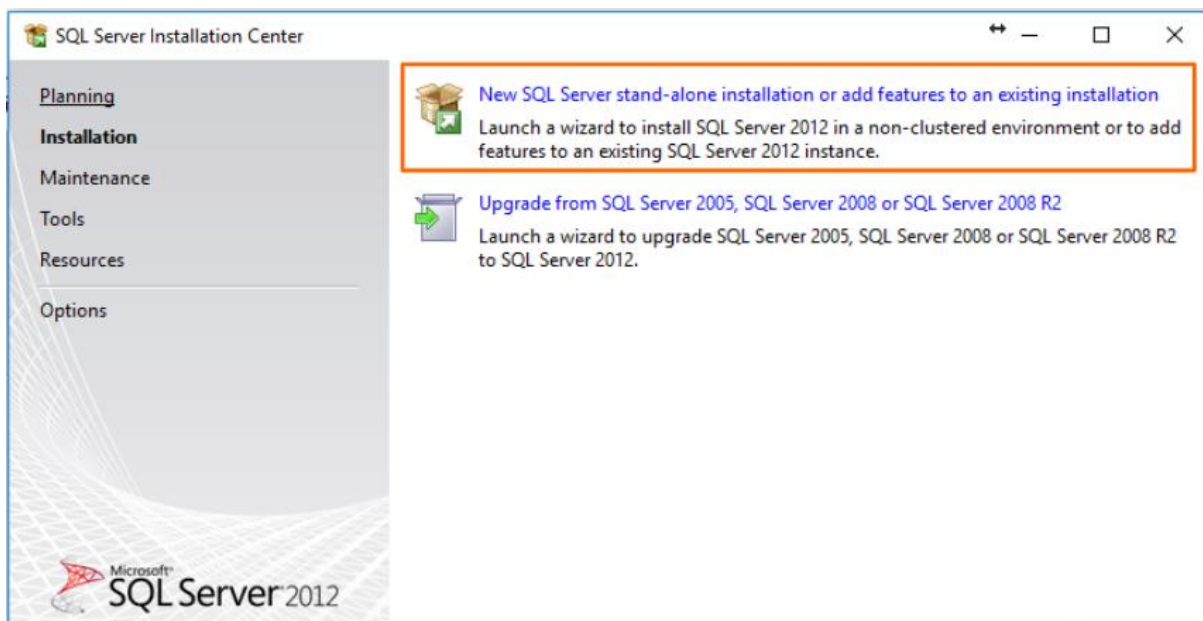 SQL Server Installation Center
Planning
Installation
Maintenance
Tools
Resources
Options
New SQL Server stand-alone installation or add features to an existing installation
Launch a wizard to install SQL Server 2012 in a non-clustered environment or to add
features to an existing SQL Server 2012 instance.
Upgrade from SQL Server 2005, SQL Server 2008 or SQL Server 2008 R2
Launch a wizard to upgrade SQL Server 2005, SQL Server 2008 or SQL Server 2008 R2
to SQL Server 2012.
Microsoft
SQL Server 2012